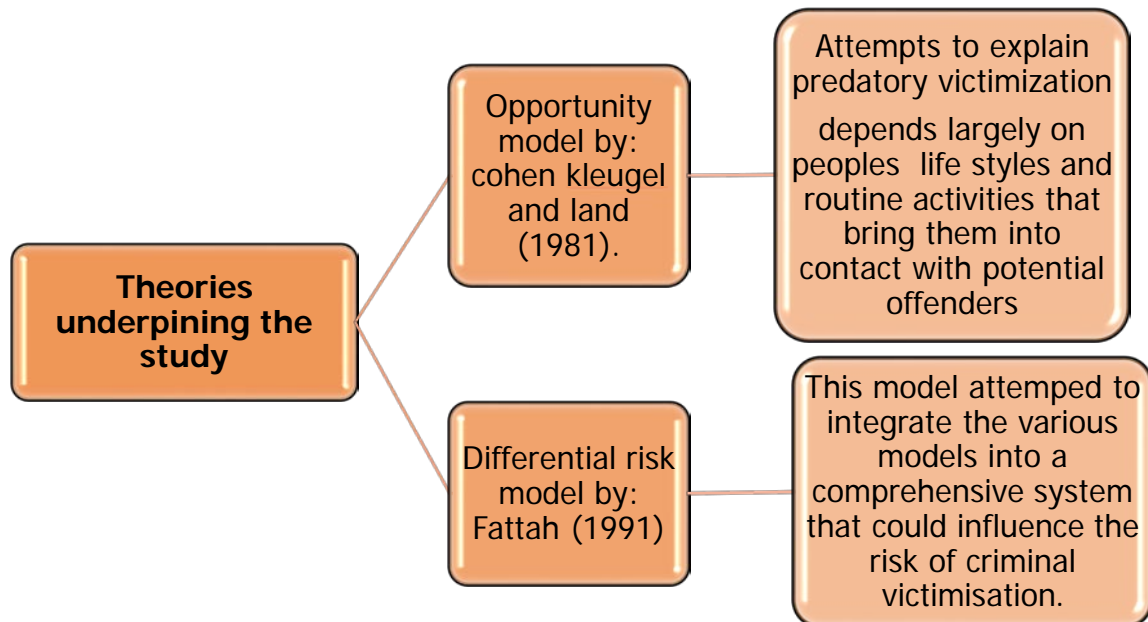 Theories
underpining the
study
Opportunity
model by:
cohen kleugel
and land
(1981).
Attempts to explain
predatory victimization
depends largely on
peoples life styles and
routine activities that
bring them into
contact with potential
offenders
Differential risk
model by:
Fattah (1991)
This model attemped to
integrate the various
models into a
comprehensive system
that could influence the
risk of criminal
victimisation.